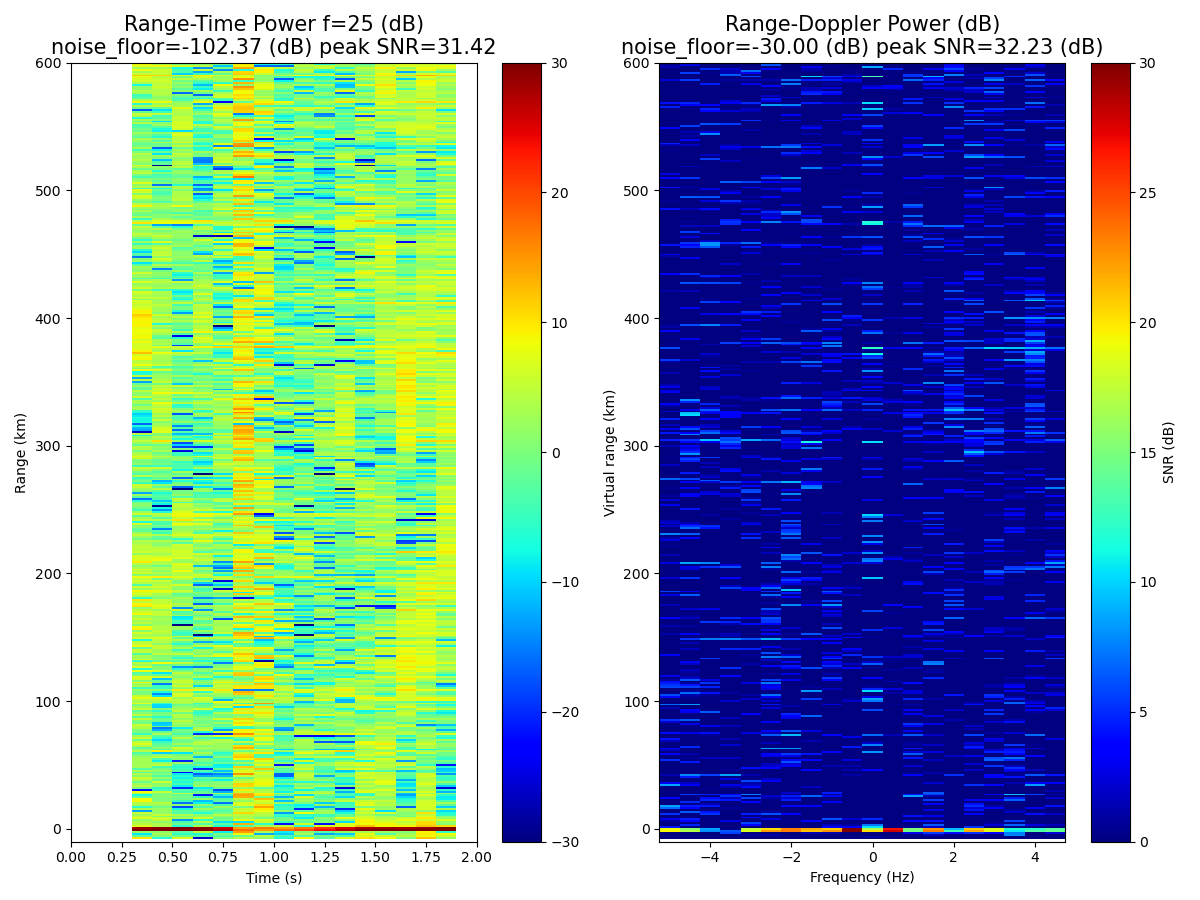 Range-Time Power f=25 (dB)
noise_floor=-102.37 (dB) peak SNR=31.42
Range-Doppler Power (dB)
noise_floor=-30.00 (dB) peak SNR=32.23 (dB)
Range (km)
600
500
400
300
200
100
0
0.00 0.25 0.50 0.75 1.00 1.25 1.50 1.75 2.00
Time (s)
30
20
10
0
−10
−20
−30
Virtual range (km)
600
500
400
300
200
100
0
−4 −2 0 2 4
Frequency (Hz)
30
25
20
15
10
5
0
SNR (dB)